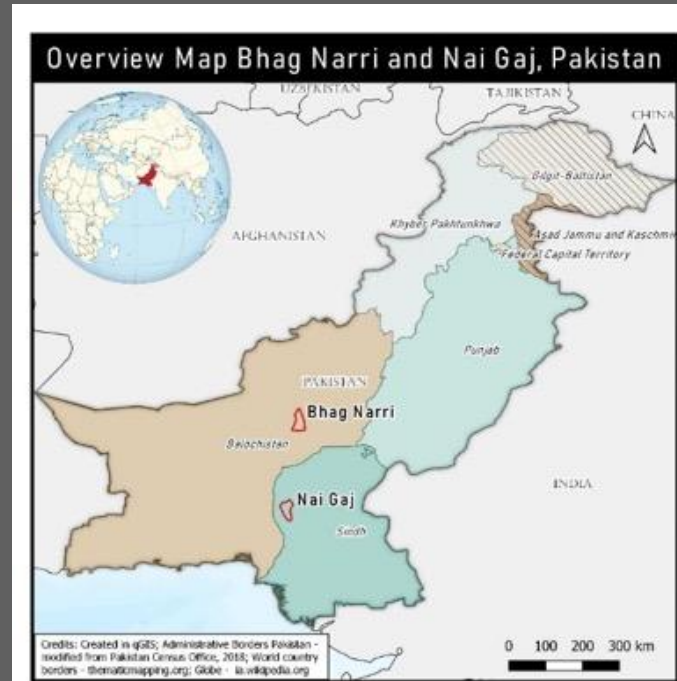 Overview Map Bhag Narri and Nai Gaj, Pakistan
UZBEKISTAN
TAJIKISTAN
CHINA
Gilgit-Baltistan
Khyber Pakhtunkhwa
Asad Jammu and Kaschmir
AFGHANISTAN
Federal Capital Territory
Punjab
PAKISTAN
Bhag Narri
Balochistan
INDIA
Nai Gaj
Sindh
Credits: Created in qGIS; Administrative Borders Pakistan -
modified from Pakistan Census Office, 2018; World country
borders - thematicmapping.org; Globe - ia.wikipedia.org
0 100 200 300 km